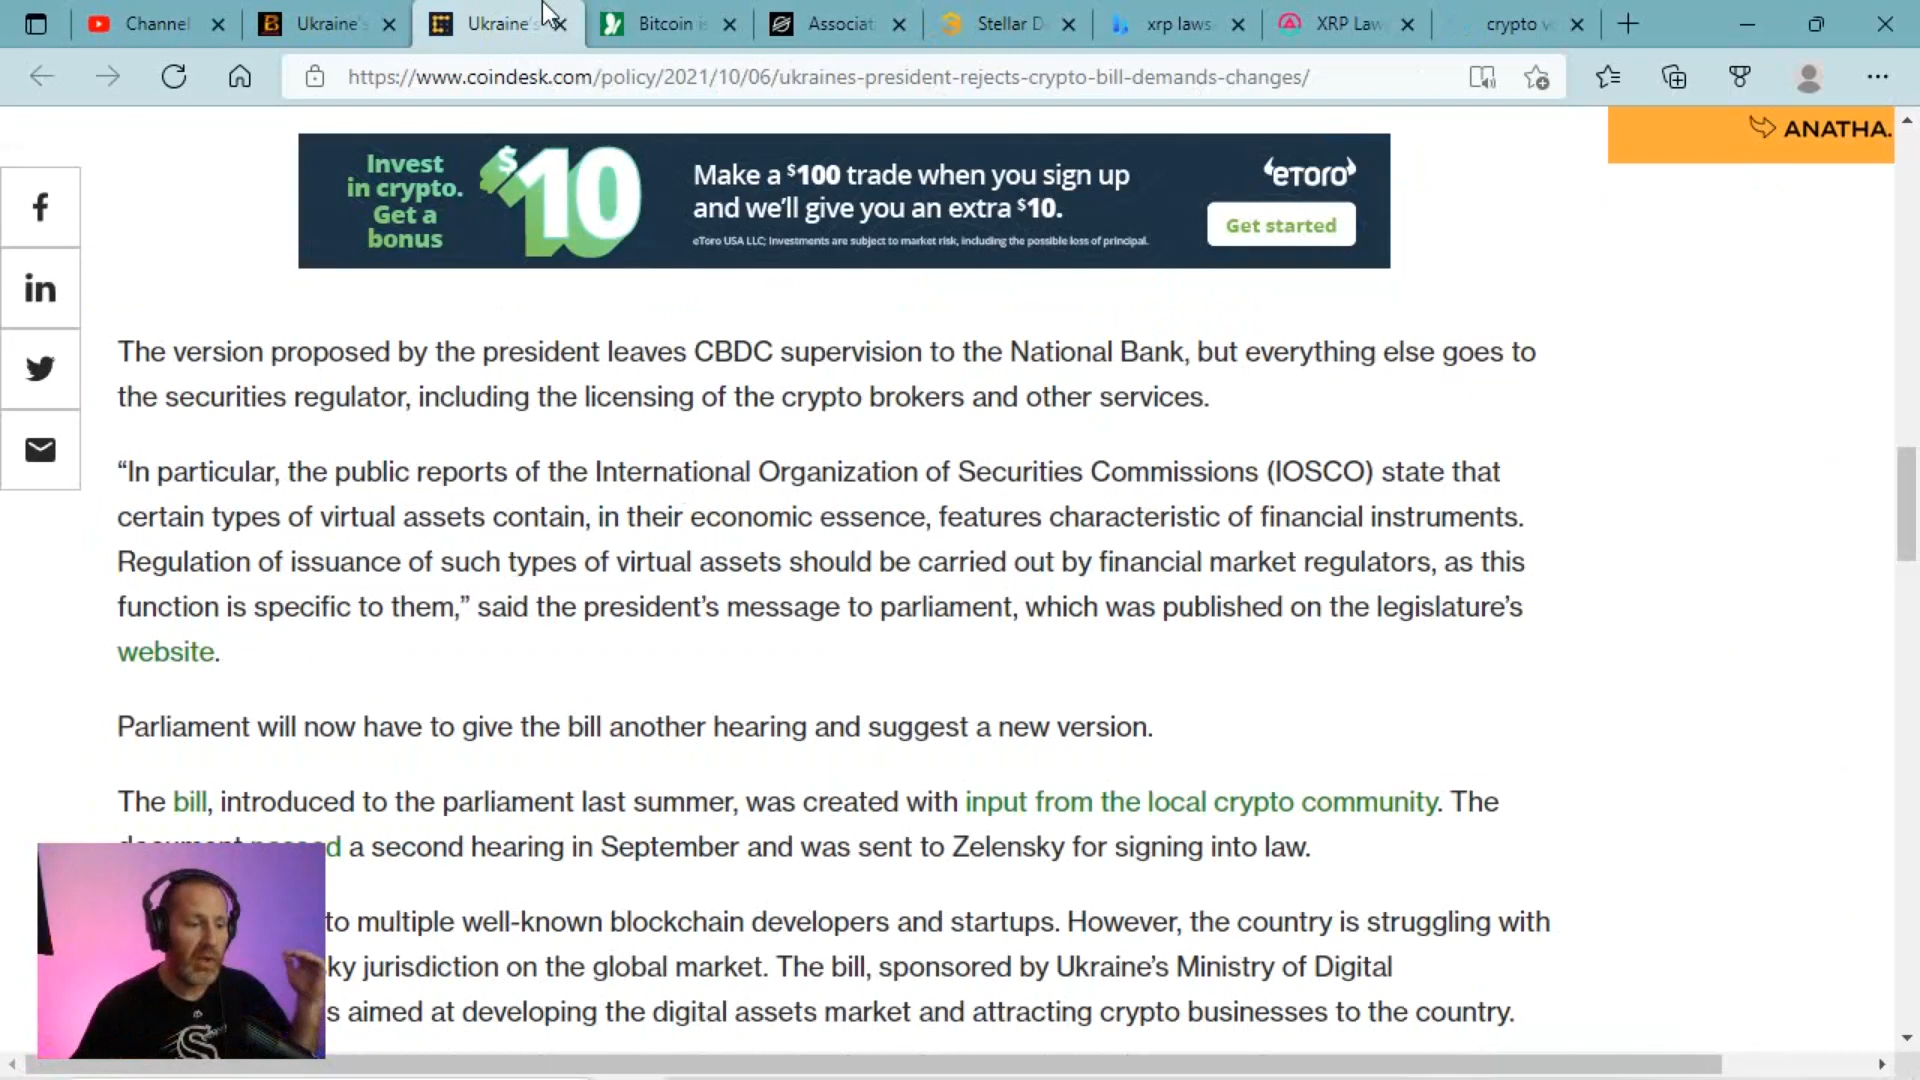 Channel
Ukraine's
Ukraine's
Bitcoin is
Associat
Stellar D
xrp laws
XRP Law
crypto v
https://www.coindesk.com/policy/2021/10/06/ukraines-president-rejects-crypto-bill-demands-changes/
ANATHA.
Invest
in crypto.
Get a
bonus
$10
Make a $100 trade when you sign up
and we'll give you an extra $10.
eToro USA LLC; Investments are subject to market risk, including the possible loss of principal.
eToro
Get started
The version proposed by the president leaves CBDC supervision to the National Bank, but everything else goes to
the securities regulator, including the licensing of the crypto brokers and other services.
“In particular, the public reports of the International Organization of Securities Commissions (IOSCO) state that
certain types of virtual assets contain, in their economic essence, features characteristic of financial instruments.
Regulation of issuance of such types of virtual assets should be carried out by financial market regulators, as this
function is specific to them,” said the president’s message to parliament, which was published on the legislature’s
website.
Parliament will now have to give the bill another hearing and suggest a new version.
The bill, introduced to the parliament last summer, was created with input from the local crypto community. The
a second hearing in September and was sent to Zelensky for signing into law.
to multiple well-known blockchain developers and startups. However, the country is struggling with
ky jurisdiction on the global market. The bill, sponsored by Ukraine’s Ministry of Digital
s aimed at developing the digital assets market and attracting crypto businesses to the country.